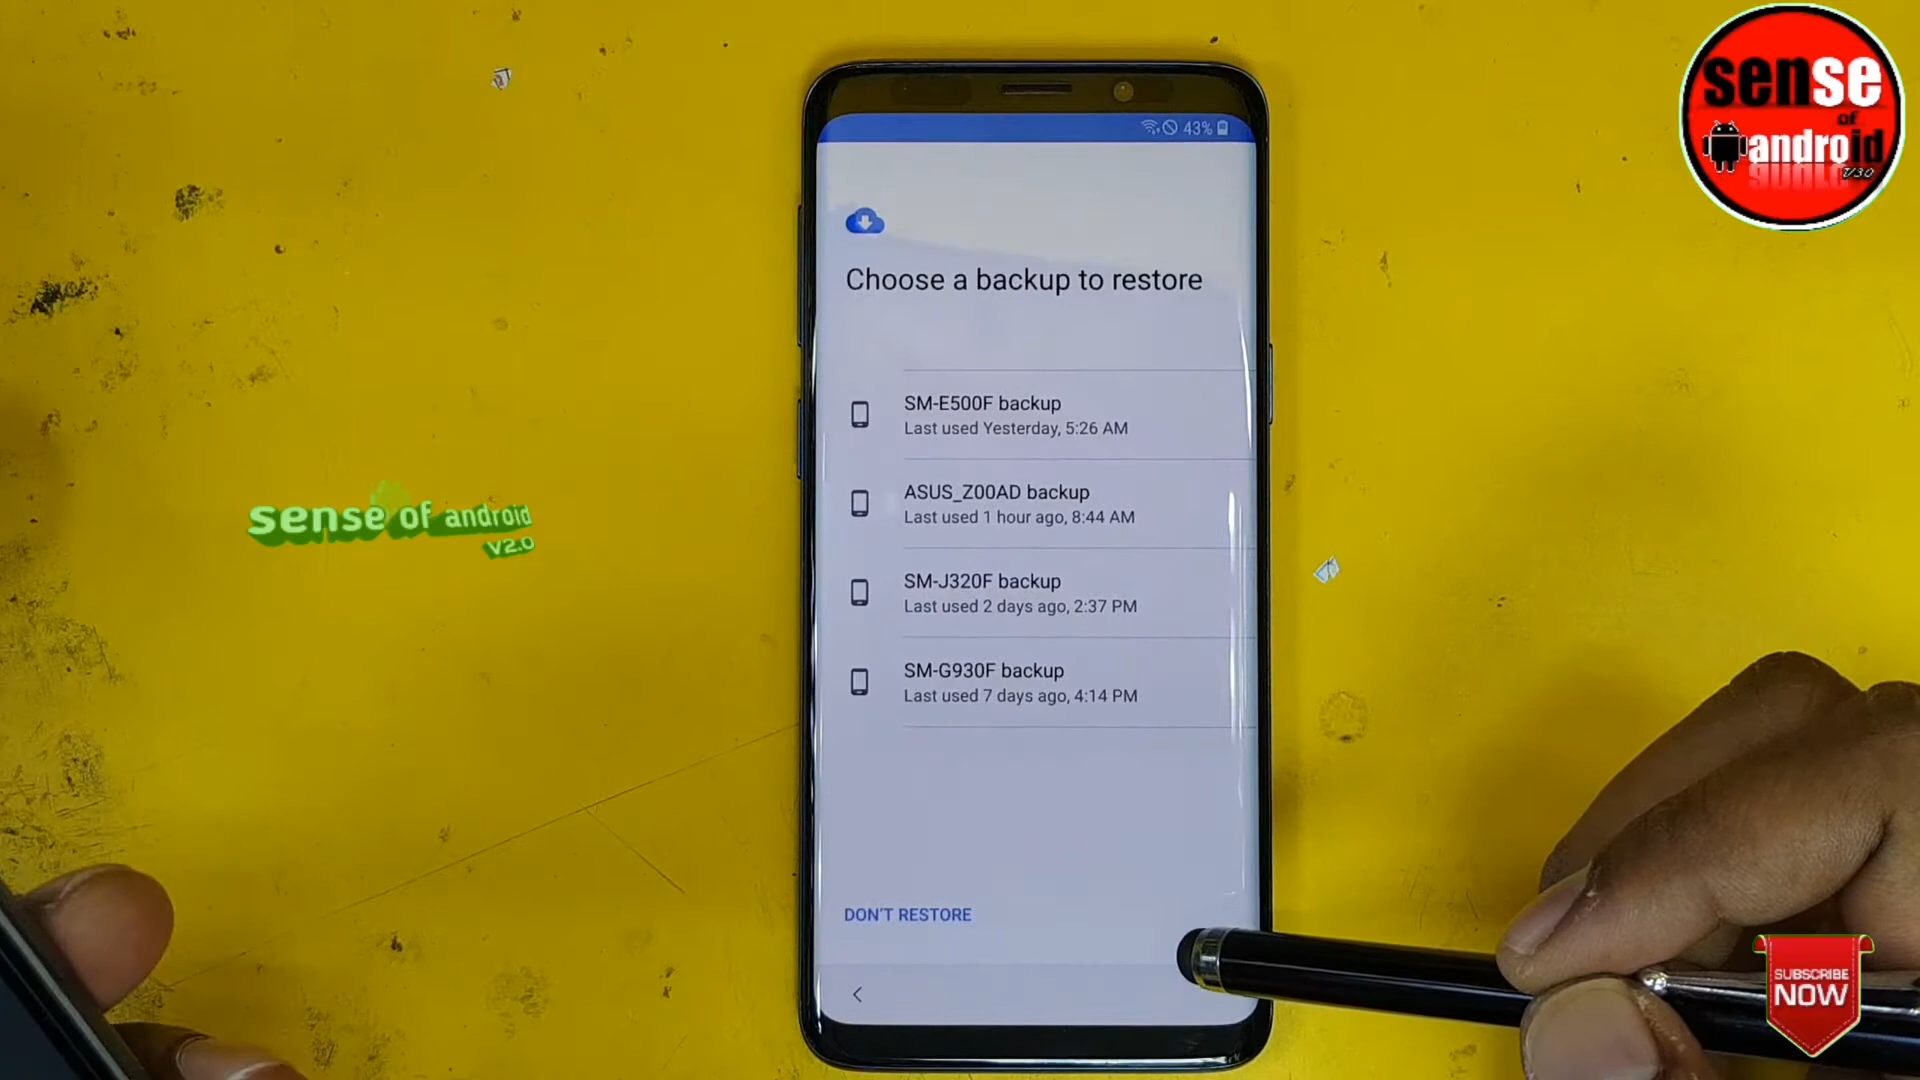 sense
of
android
V3.0
43%
Choose a backup to restore
SM-E500F backup
Last used Yesterday, 5:26 AM
ASUS_Z00AD backup
Last used 1 hour ago, 8:44 AM
SM-J320F backup
Last used 2 days ago, 2:37 PM
SM-G930F backup
Last used 7 days ago, 4:14 PM
DON'T RESTORE
sense of android
V2.0
SUBSCRIBE
NOW